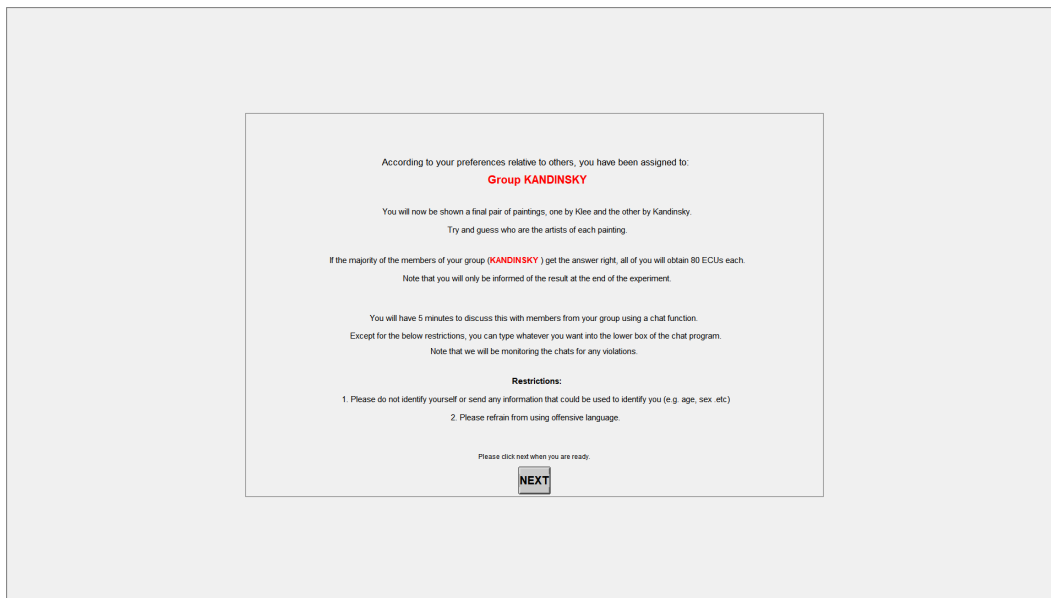 According to your preferences relative to others, you have been assigned to:
Group KANDINSKY
You will now be shown a final pair of paintings, one by Klee and the other by Kandinsky.
Try and guess who are the artists of each painting.
If the majority of the members of your group (KANDINSKY ) get the answer right, all of you will obtain 80 ECUs each.
Note that you will only be informed of the result at the end of the experiment.
You will have 5 minutes to discuss this with members from your group using a chat function.
Except for the below restrictions, you can type whatever you want into the lower box of the chat program.
Note that we will be monitoring the chats for any violations.
Restrictions:
1. Please do not identify yourself or send any information that could be used to identify you (e.g. age, sex .etc)
2. Please refrain from using offensive language.
Please click next when you are ready.
NEXT